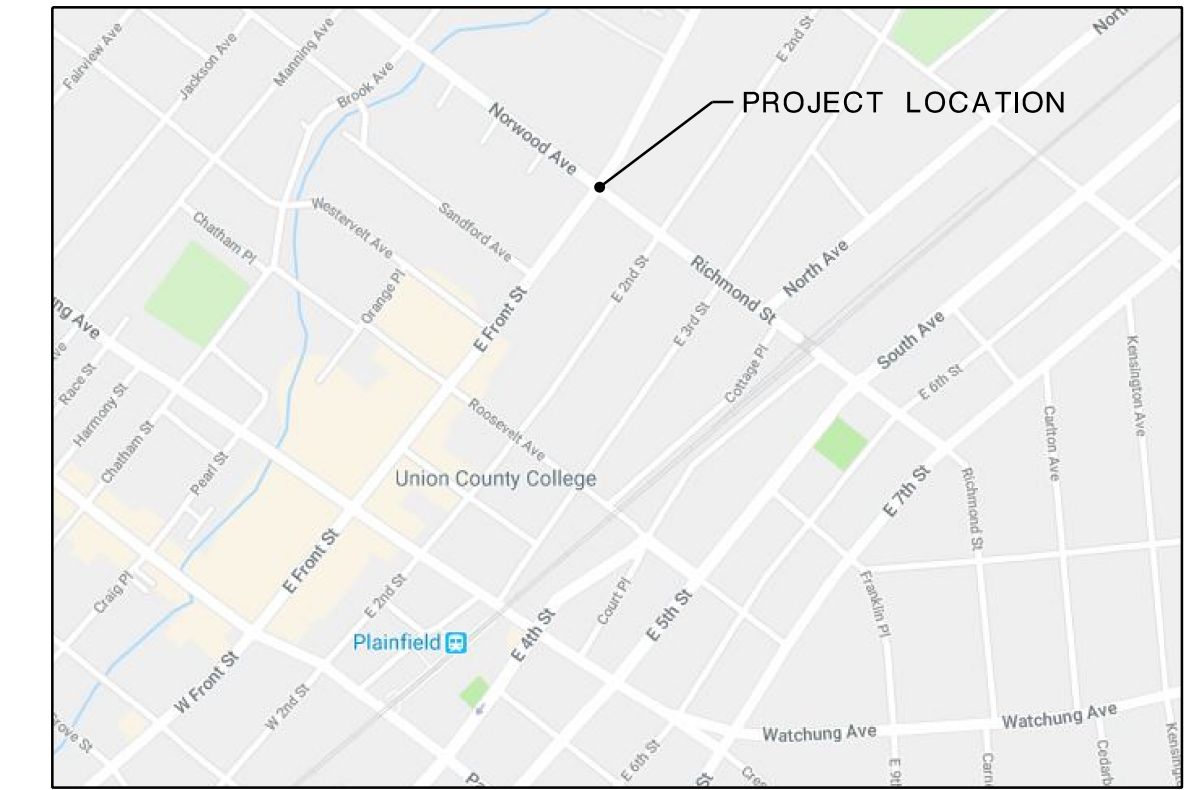 Fairview Ave
Jackson Ave
Manning Ave
Brook Ave
E 2nd St
PROJECT LOCATION
Norwood Ave
Westervelt Ave
Sandford Ave
Chatham Pl
Orange Pl
E Front St
E 2nd St
Richmond St
North Ave
E 3rd St
South Ave
Cottage Pl
E 6th St
Kensington Ave
Race St
Harmony St
Chatham St
Pearl St
Roosevelt Ave
Carlton Ave
Union County College
E 7th St
Richmond St
E Front St
Craig Pl
E 2nd St
Court Pl
E 5th St
Franklin Pl
Plainfield
E 4th St
W Front St
W 2nd St
Watchung Ave
Watchung Ave
E 6th St
St